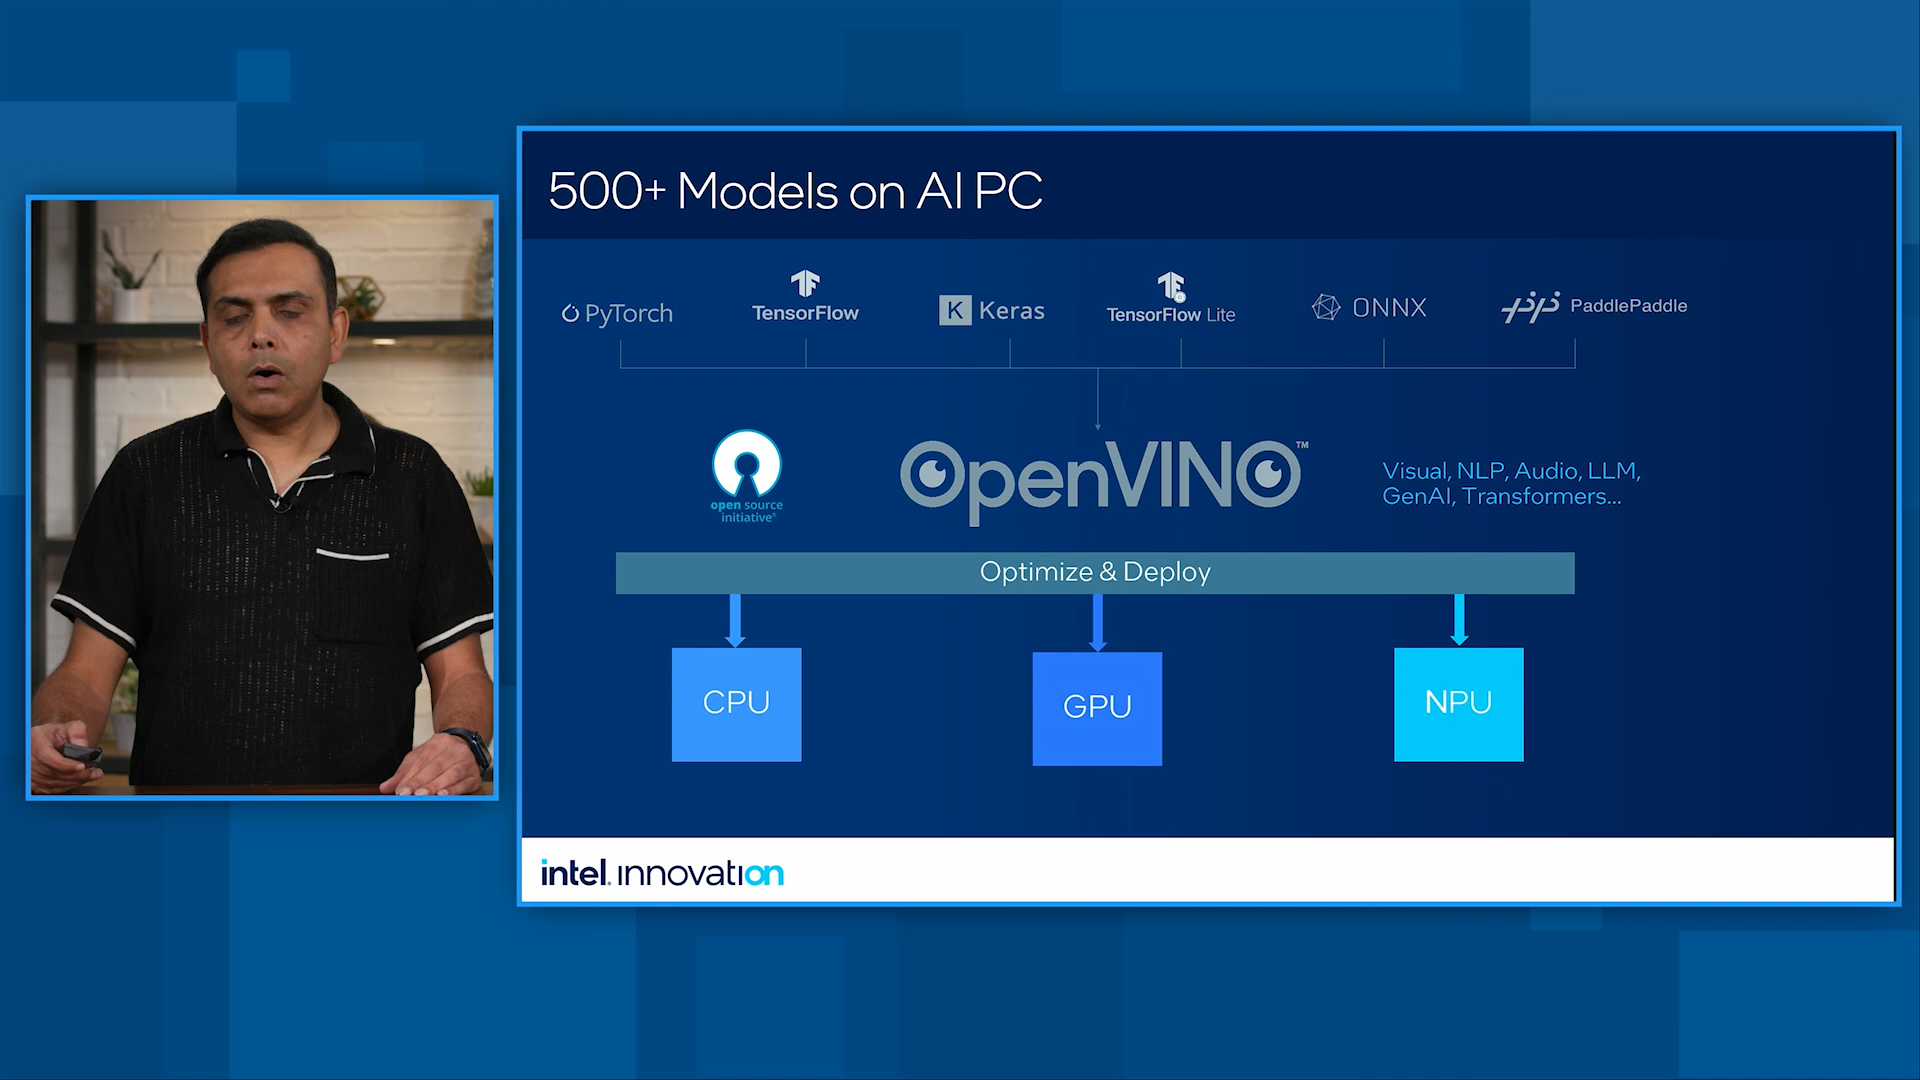 500+ Models on AI PC
PyTorch
TensorFlow
K Keras
TensorFlow Lite
ONNX
PaddlePaddle
open source
initiative®
OpenVINO™
Visual, NLP, Audio, LLM,
GenAI, Transformers...
Optimize & Deploy
CPU
GPU
NPU
intel. innovation